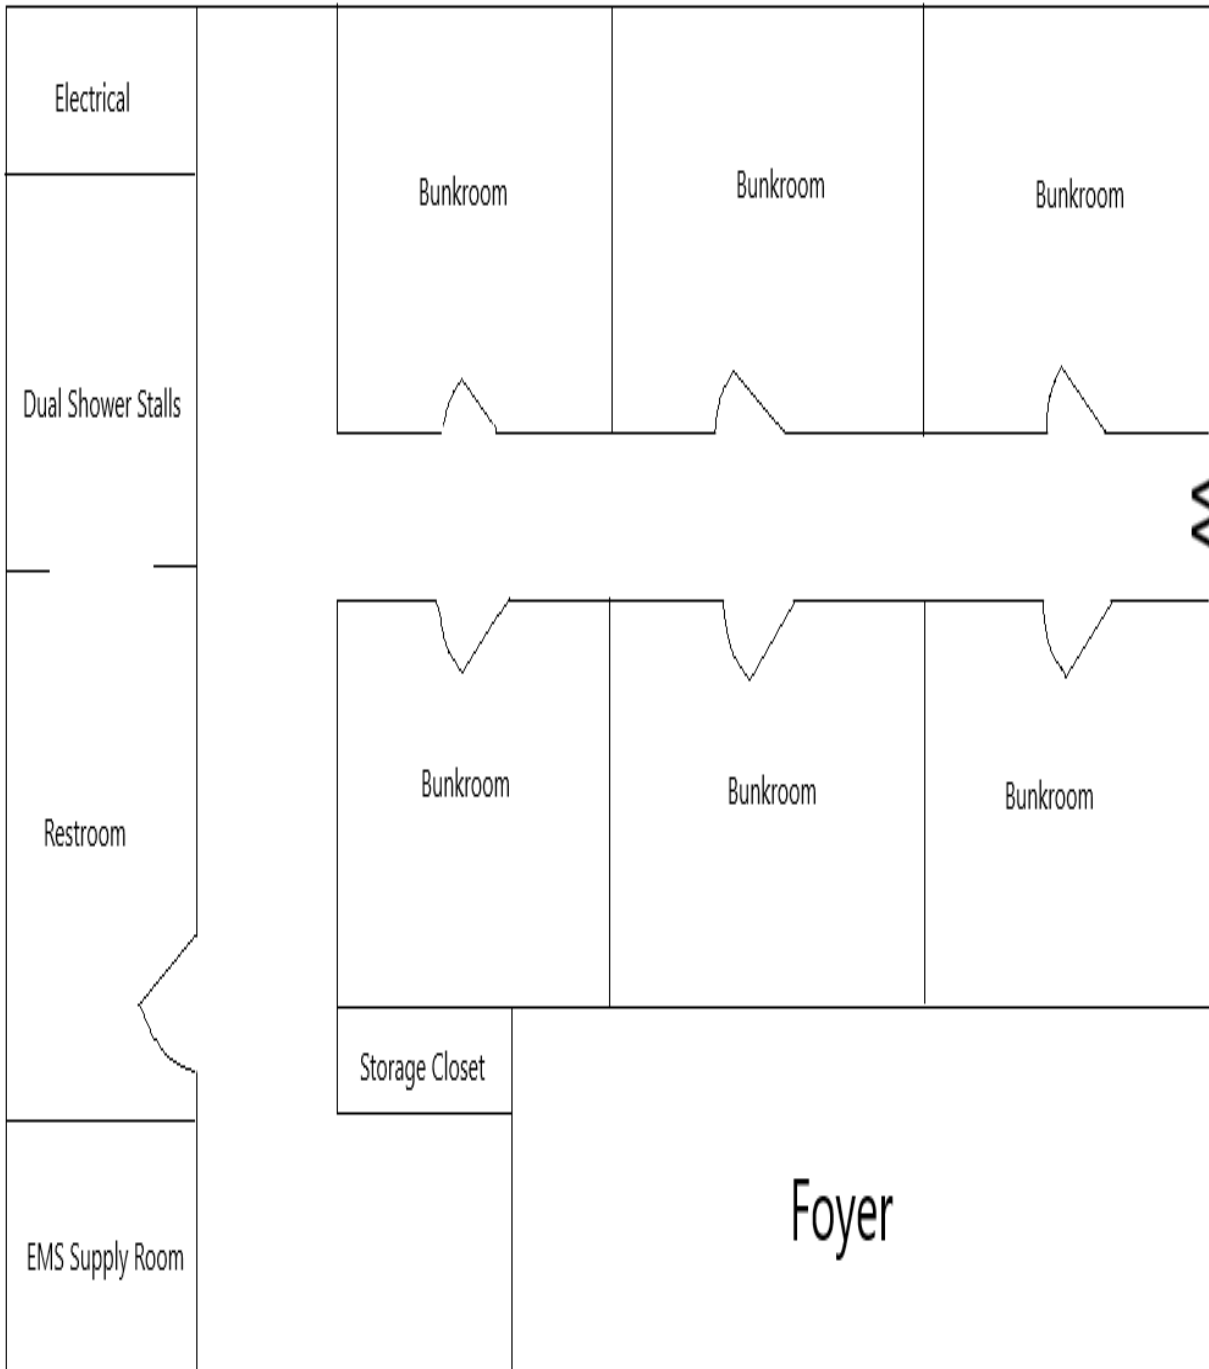 Electrical
Bunkroom
Bunkroom
Bunkroom
Dual Shower Stalls
Bunkroom
Bunkroom
Bunkroom
Restroom
Storage Closet
Foyer
EMS Supply Room